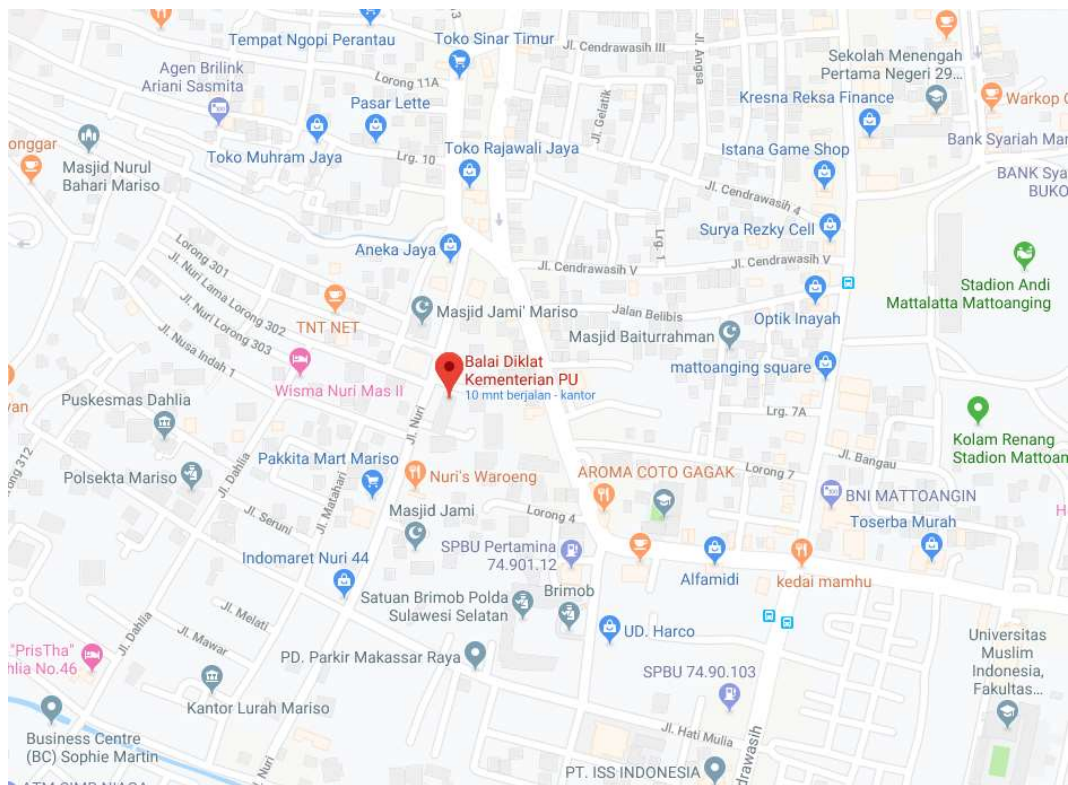 Tempat Ngopi Perantau
Toko Sinar Timur
Jl. Cendrawasih III
Jl. Angsa
Sekolah Menengah
Pertama Negeri 29...
Agen Brilink
Ariani Sasmita
Lorong 11A
Pasar Lette
Jl. Gelatik
Kresna Reksa Finance
Warkop
onggar
Masjid Nurul
Bahari Mariso
Toko Muhram Jaya
Lrg. 10
Toko Rajawali Jaya
Istana Game Shop
Bank Syariah Mar
BANK Sya
BUKO
Jl. Cendrawasih 4
Surya Rezky Cell
Lrg. 1
Aneka Jaya
Jl. Cendrawasih V
Jl. Cendrawasih V
Lorong 301
Jl. Nuri Lama Lorong 302
Jl. Nuri Lorong 303
Jl. Nusa Indah 1
TNT NET
Masjid Jami' Mariso
Jalan Belibis
Masjid Baiturrahman
Optik Inayah
Stadion Andi
Mattalatta Mattoanging
Balai Diklat
Kementerian PU
10 mnt berjalan - kantor
mattoanging square
Wisma Nuri Mas II
yan
Puskesmas Dahlia
Jl. Nuri
Lrg. 7A
Kolam Renang
Stadion Mattoan
Lorong 312
Polsekta Mariso
Jl. Dahlia
Pakkita Mart Mariso
Nuri's Waroeng
AROMA COTO GAGAK
Lorong 7
Jl. Bangau
BNI MATTOANGIN
Jl. Seruni
Jl. Matahari
Masjid Jami
Lorong 4
Toserba Murah
Indomaret Nuri 44
SPBU Pertamina
74.901.12
Alfamidi
kedai mamhu
Satuan Brimob Polda
Sulawesi Selatan
Brimob
UD. Harco
Jl. Melati
Jl. Mawar
Jl. Dahlia
"PrisTha"
hlia No.46
PD. Parkir Makassar Raya
SPBU 74.90.103
Universitas
Muslim
Indonesia,
Fakultas...
Kantor Lurah Mariso
Jl. Hati Mulia
Business Centre
(BC) Sophie Martin
Nuri
PT. ISS INDONESIA
drawasih
ATM CIMB NIAGA